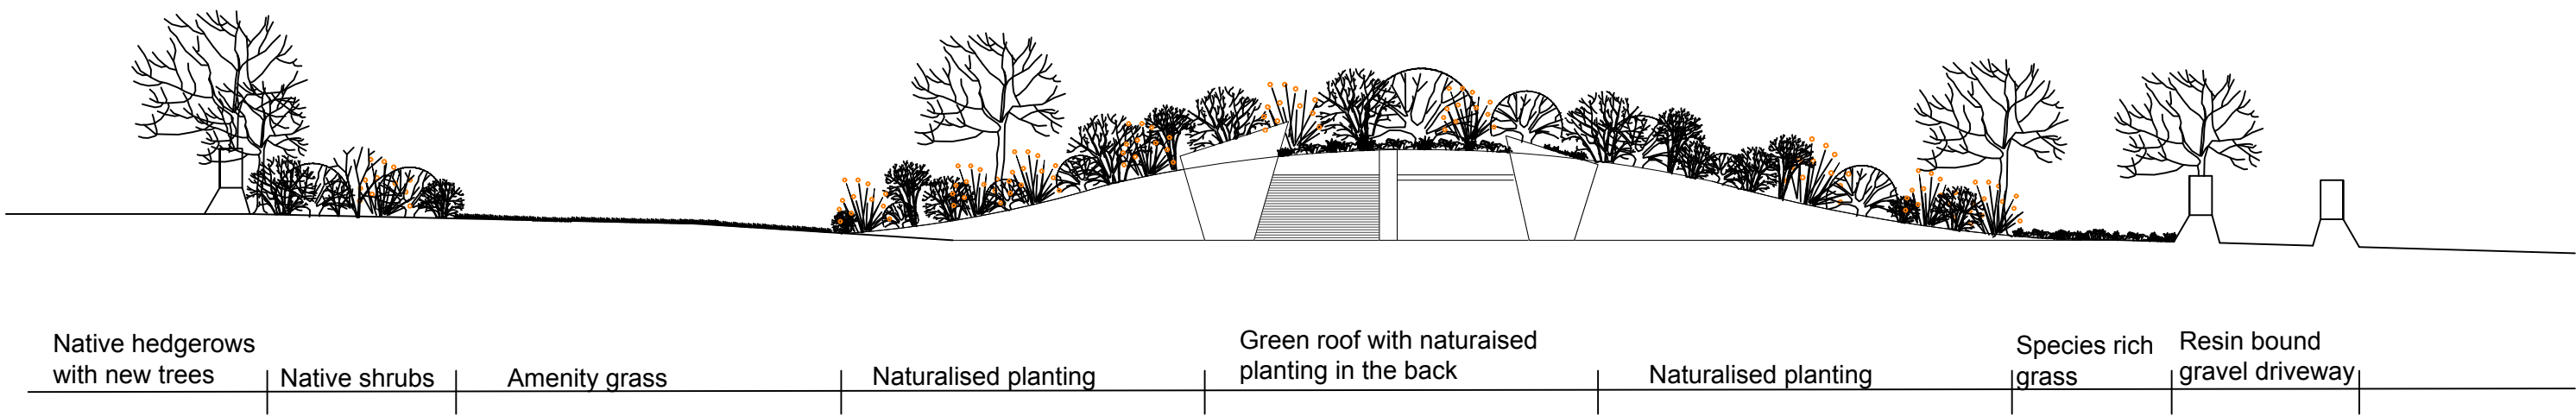 Native hedgerows
with new trees
Native shrubs
Amenity grass
Naturalised planting
Green roof with naturaised
planting in the back
Naturalised planting
Species rich
grass
Resin bound
gravel driveway